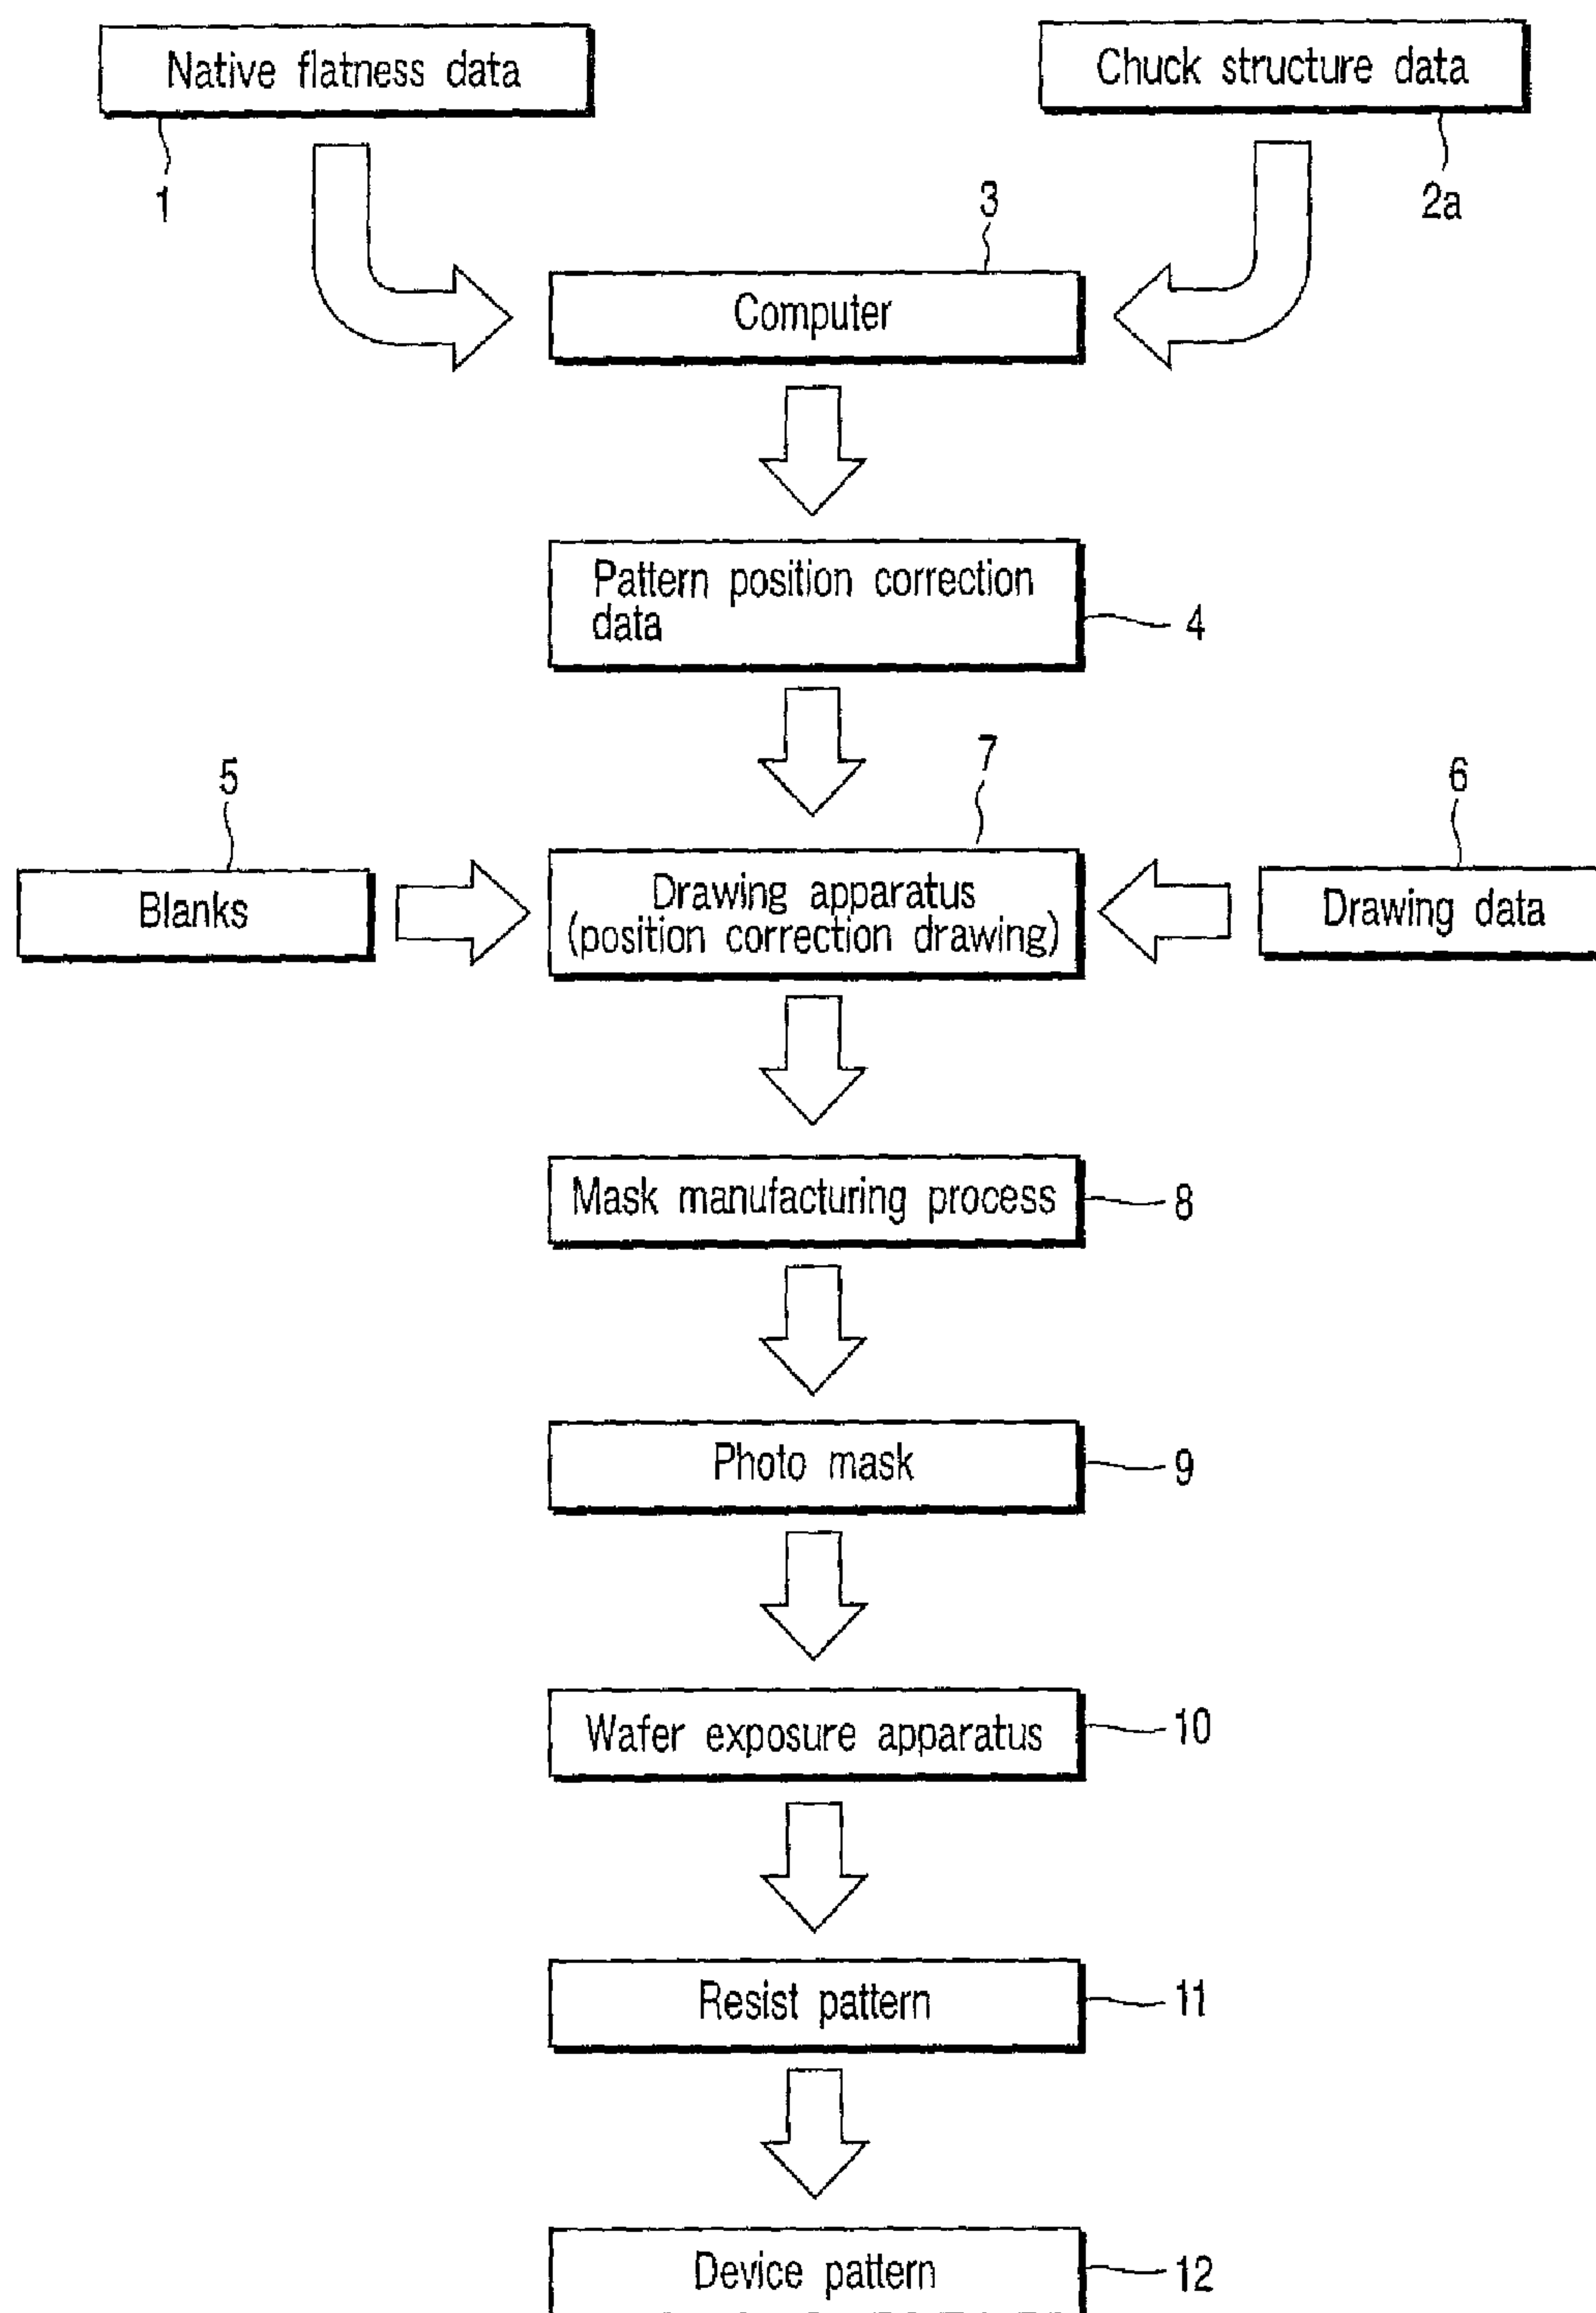 Native flatness data
Chuck structure data
1
2a
3
Computer
Pattern position correction
data
4
5
7
6
Blanks
Drawing apparatus
(position correction drawing)
Drawing data
Mask manufacturing process
8
Photo mask
9
Wafer exposure apparatus
10
Resist pattern
11
Device pattern
12